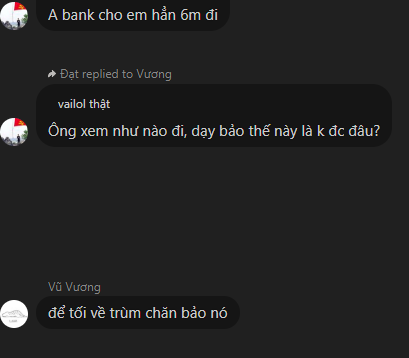 A bank cho em hẳn 6m đi
Đạt replied to Vương
vailol thật
Ông xem như nào đi, dạy bảo thế này là k đc đâu?
Vũ Vương
để tối về trùm chăn bảo nó